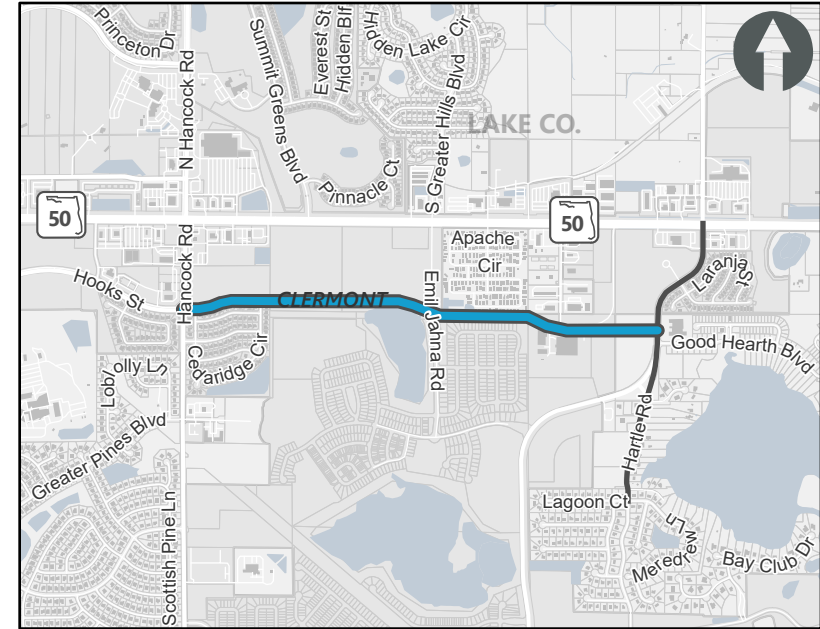 Princeton Dr
N Hancock Rd
Summit Greens Blvd
Everest St
Hidden Blf
Hidden Lake Cir
S Greater Hills Blvd
LAKE CO.
Pinnacle Ct
50
50
Apache
Cir
Laranja St
Hooks St
Hancock Rd
CLERMONT
Emil Jahna Rd
Good Hearth Blvd
Cedaridge Cir
Loblolly Ln
Greater Pines Blvd
Hartle Rd
Scottish Pine Ln
Lagoon Ct
Meredrew Ln
Bay Club Dr